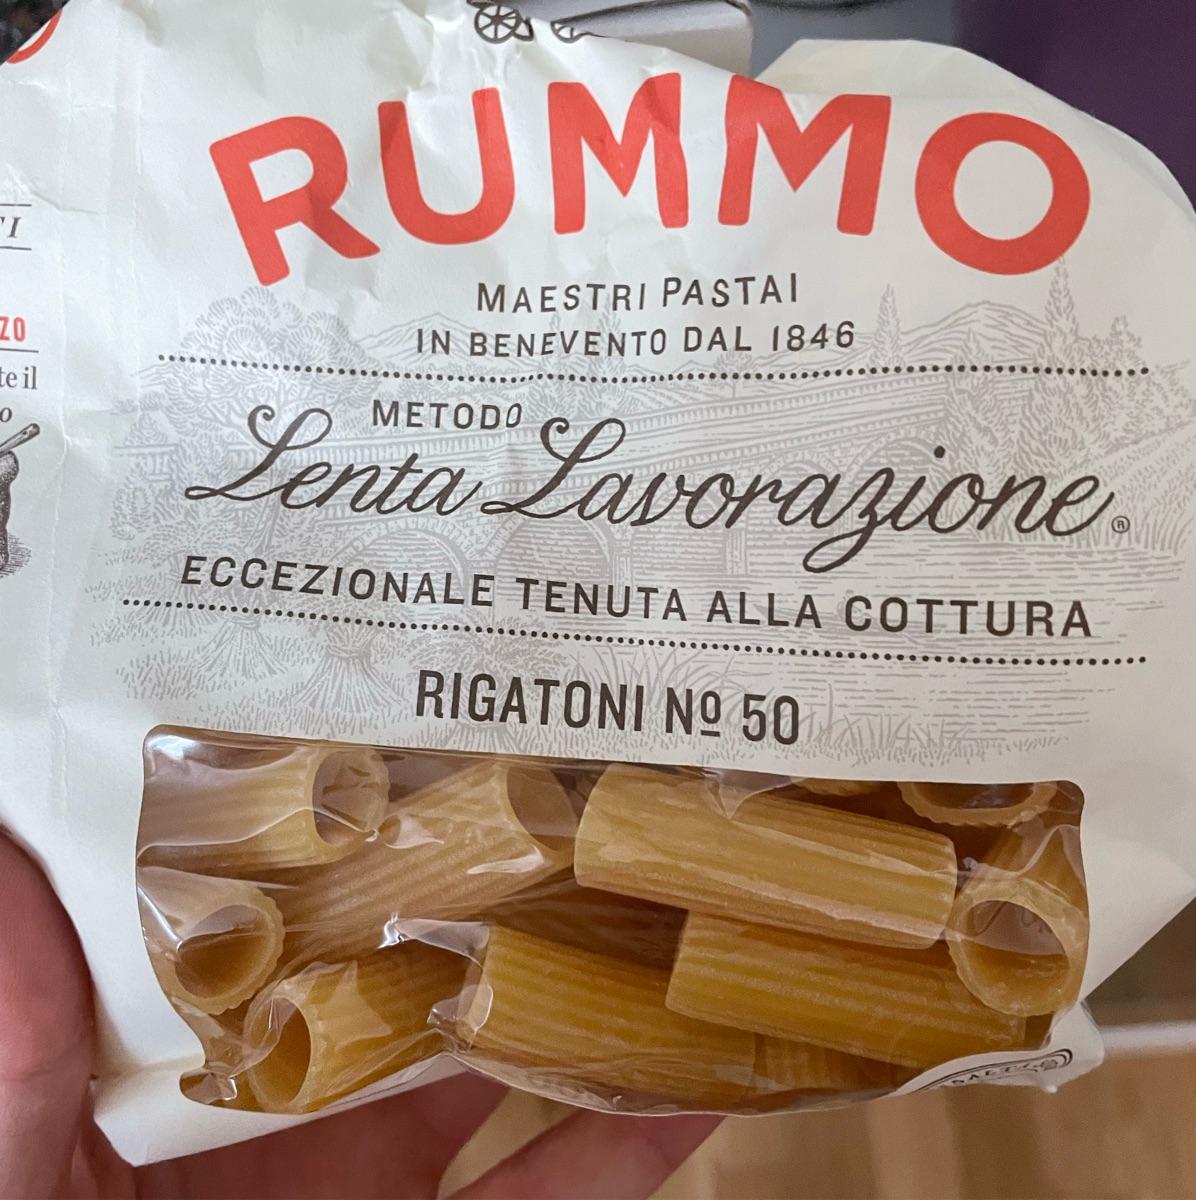 RUMMO
MAESTRI PASTAI
IN BENEVENTO DAL 1846
METODO
Lenta Lavorazione®
ECCEZIONALE TENUTA ALLA COTTURA
RIGATONI Nº 50